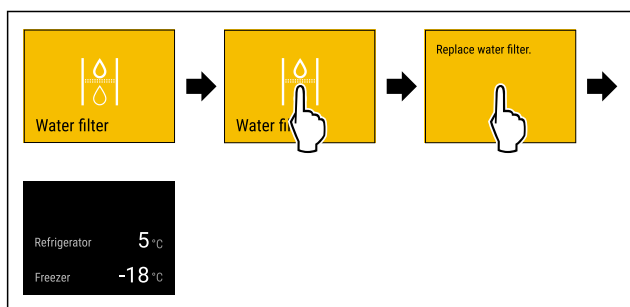 Water filter
Water fi
Replace water filter.
Refrigerator 5 °C
Freezer -18 °C